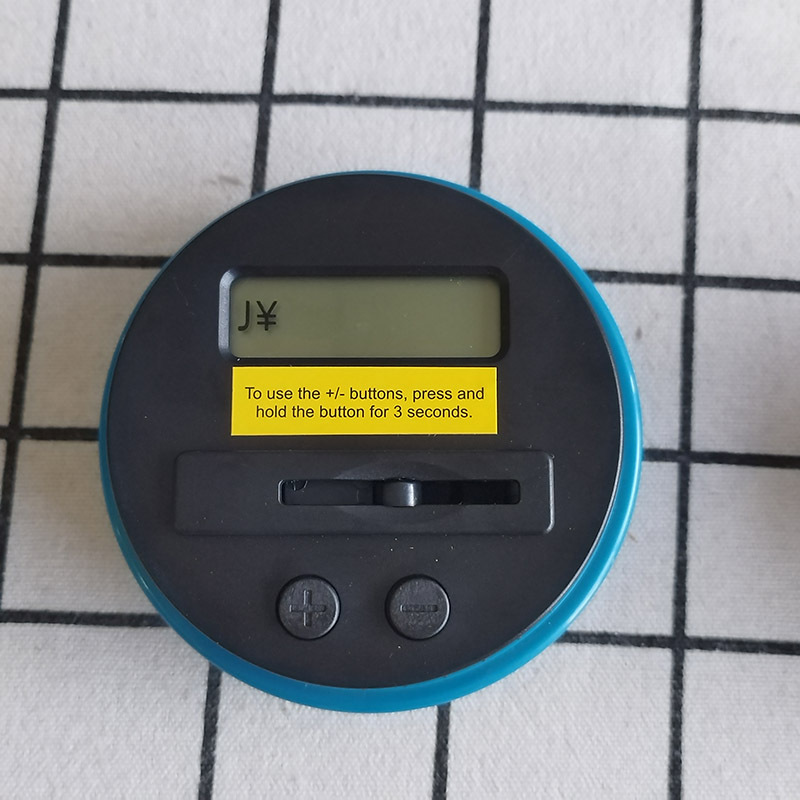 J¥
To use the +/- buttons, press and
hold the button for 3 seconds.